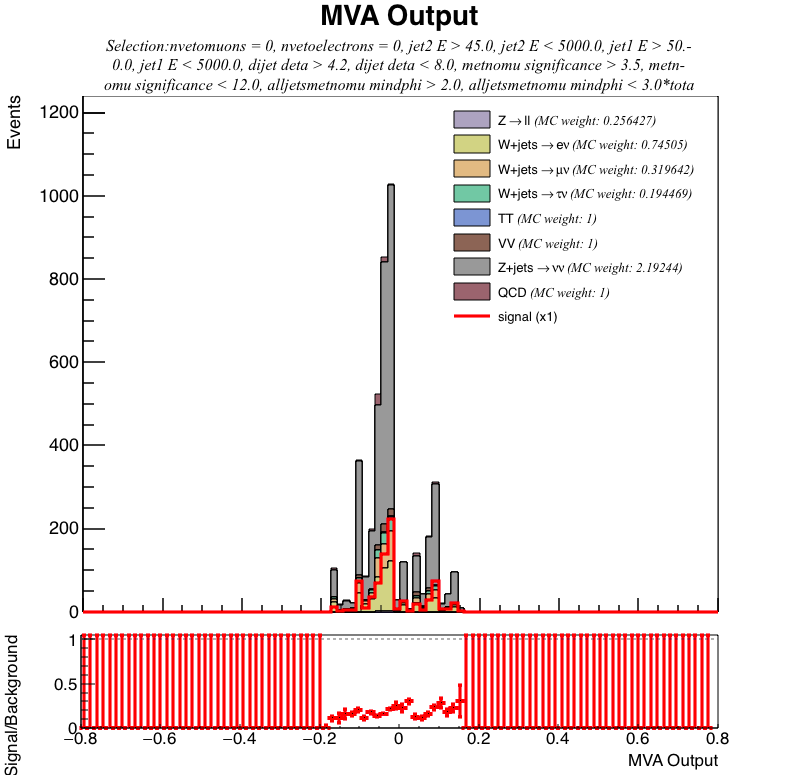 MVA Output
Selection:nvetomuons = 0, nvetoelectrons = 0, jet2 E > 45.0, jet2 E < 5000.0, jet1 E > 50.-
0.0, jet1 E < 5000.0, dijet deta > 4.2, dijet deta < 8.0, metnomu significance > 3.5, metn-
omu significance < 12.0, alljetsmetnomu mindphi > 2.0, alljetsmetnomu mindphi < 3.0*tota
Events
1200
1000
800
600
400
200
0
Z→ll (MC weight: 0.256427)
W+jets→eν (MC weight: 0.74505)
W+jets→μν (MC weight: 0.319642)
W+jets→τν (MC weight: 0.194469)
TT (MC weight: 1)
VV (MC weight: 1)
Z+jets→νν (MC weight: 2.19244)
QCD (MC weight: 1)
signal (x1)
Signal/Background
1
0.5
0
−0.8 −0.6 −0.4 −0.2 0 0.2 0.4 0.6 0.8
MVA Output